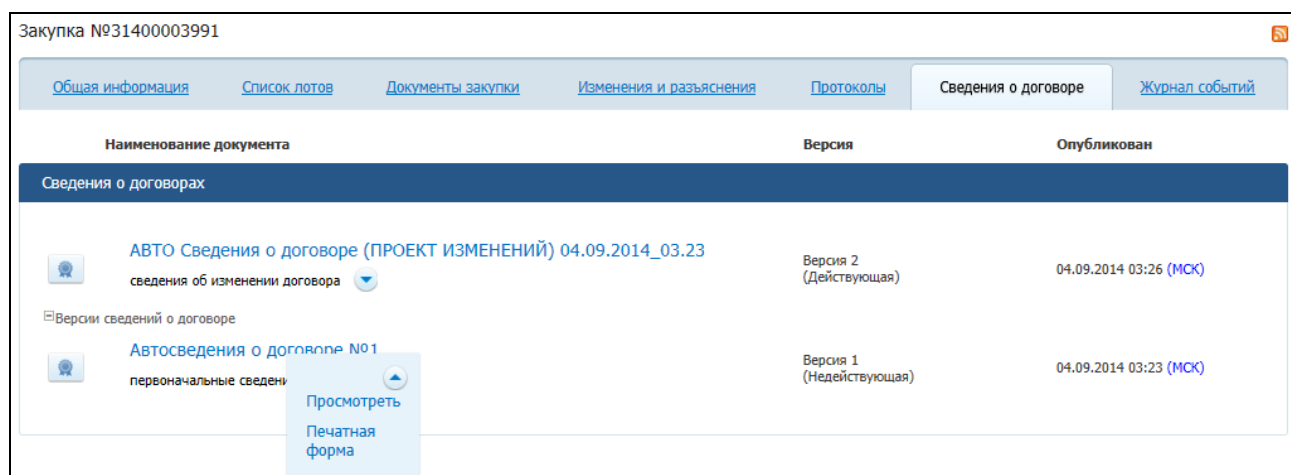 Закупка №31400003991
Общая информация Список лотов Документы закупки Изменения и разъяснения Протоколы Сведения о договоре Журнал событий
Наименование документа Версия Опубликован
Сведения о договорах
АВТО Сведения о договоре (ПРОЕКТ ИЗМЕНЕНИЙ) 04.09.2014_03.23
сведения об изменении договора
Версия 2
(Действующая)
04.09.2014 03:26 (МСК)
Версии сведений о договоре
Автосведения о договоре №1
первоначальные сведени
Версия 1
(Недействующая)
04.09.2014 03:23 (МСК)
Просмотреть
Печатная
форма